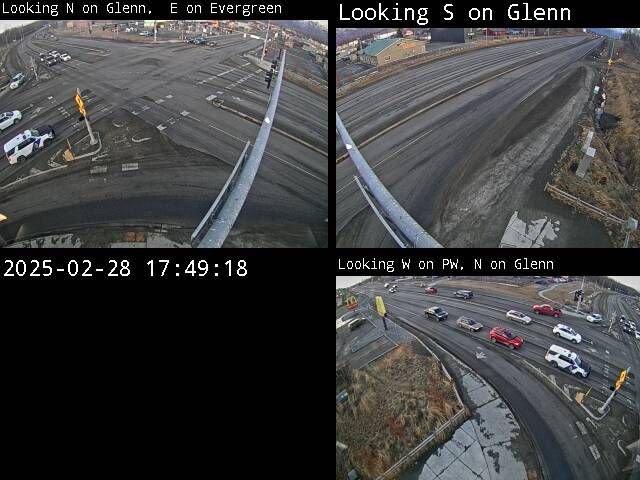 Looking N on Glenn, E on Evergreen
Looking S on Glenn
2025-02-28 17:49:18
Looking W on PW, N on Glenn